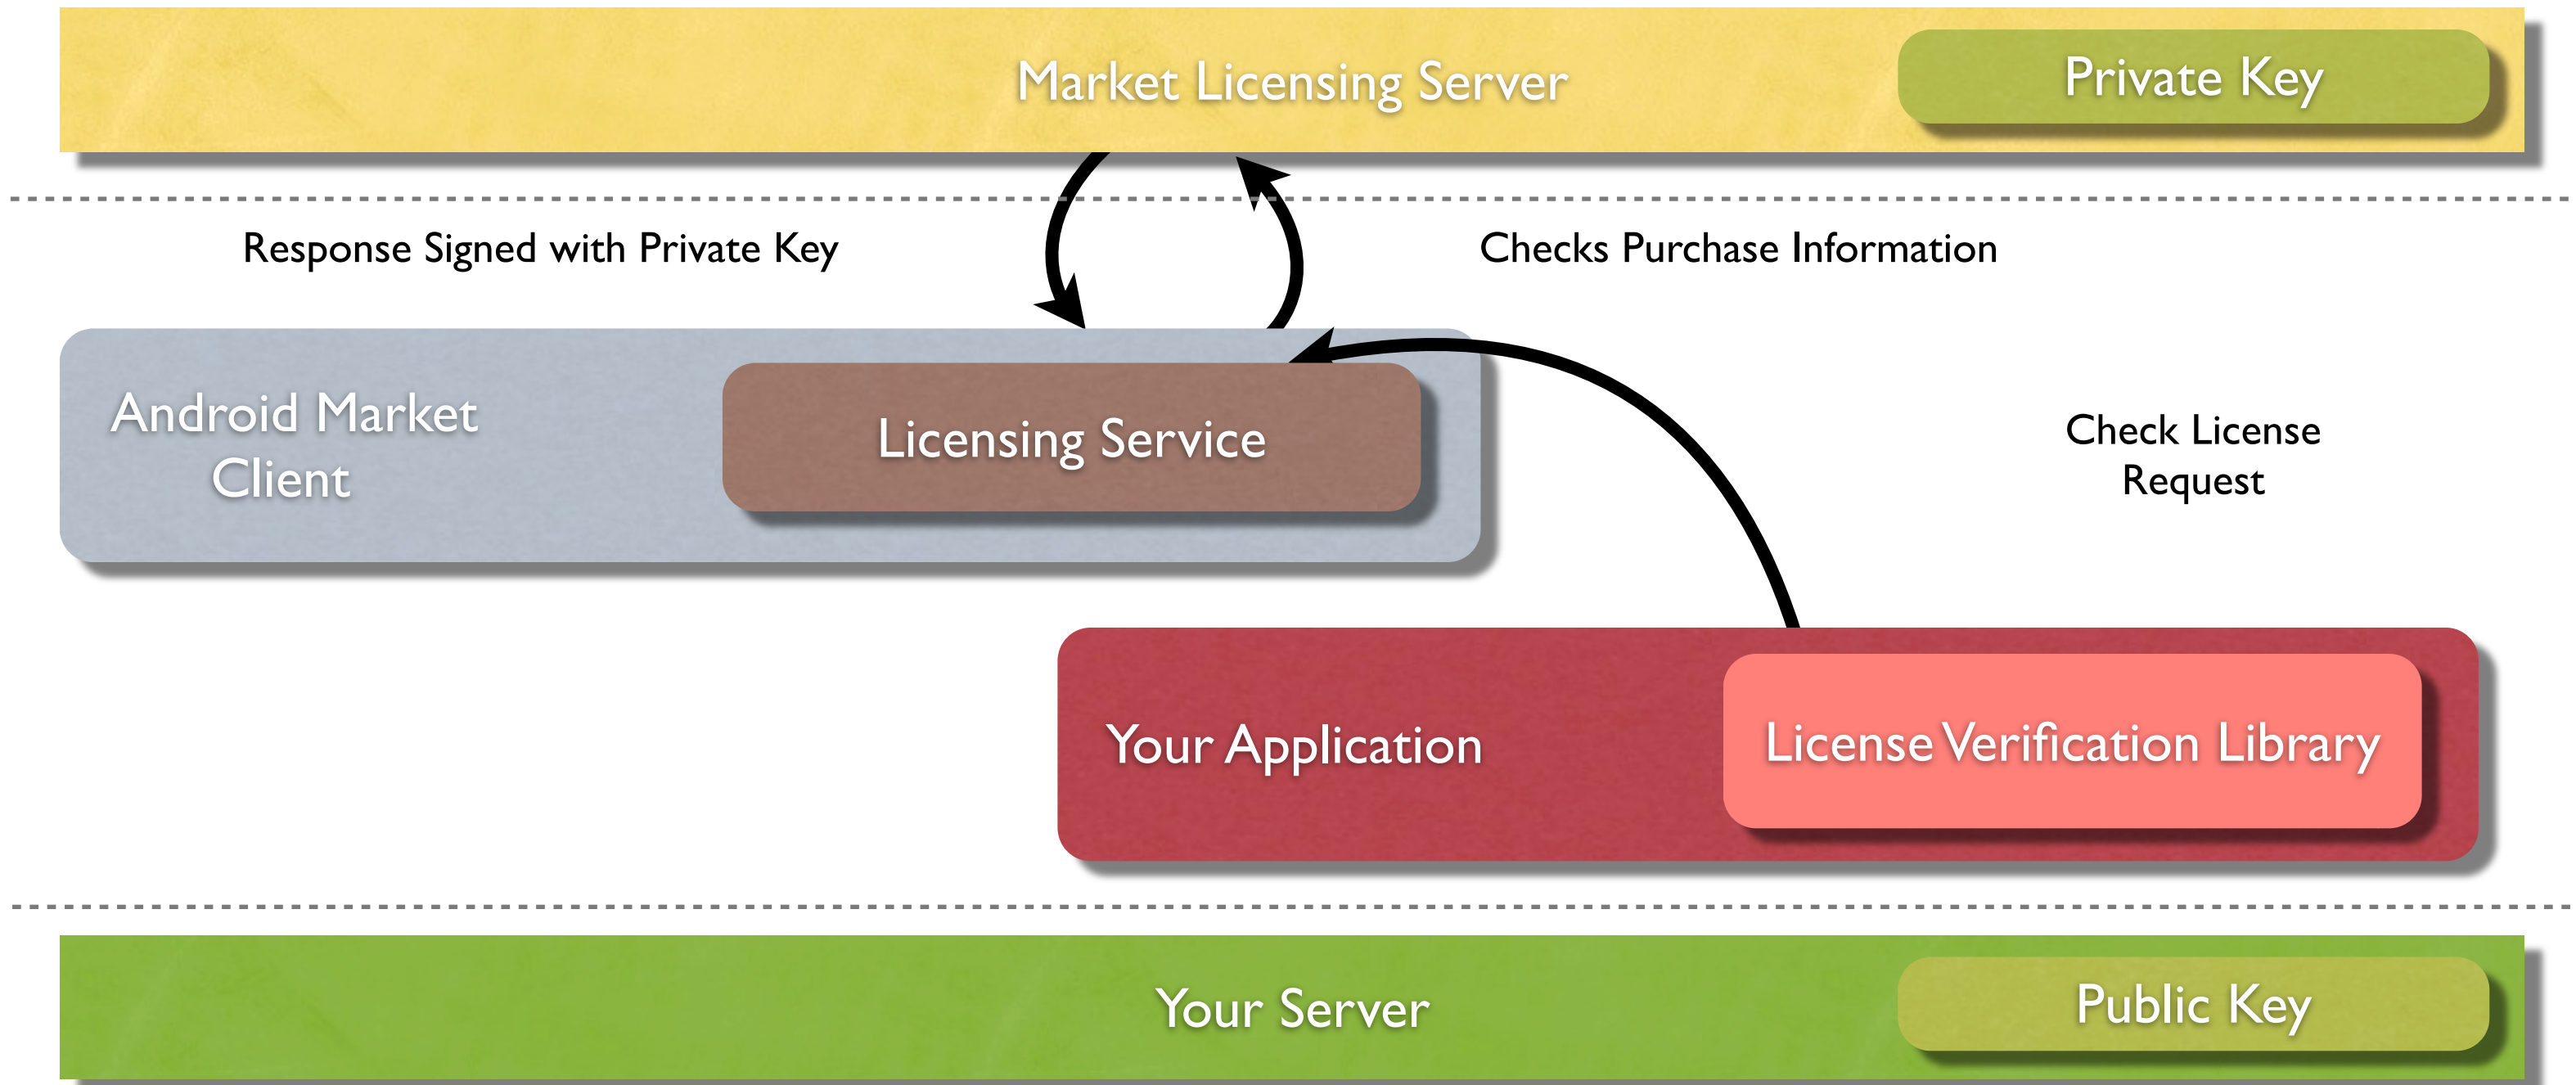 Market Licensing Server
Private Key
Response Signed with Private Key
Checks Purchase Information
Android Market
Client
Licensing Service
Check License
Request
Your Application
License Verification Library
Your Server
Public Key